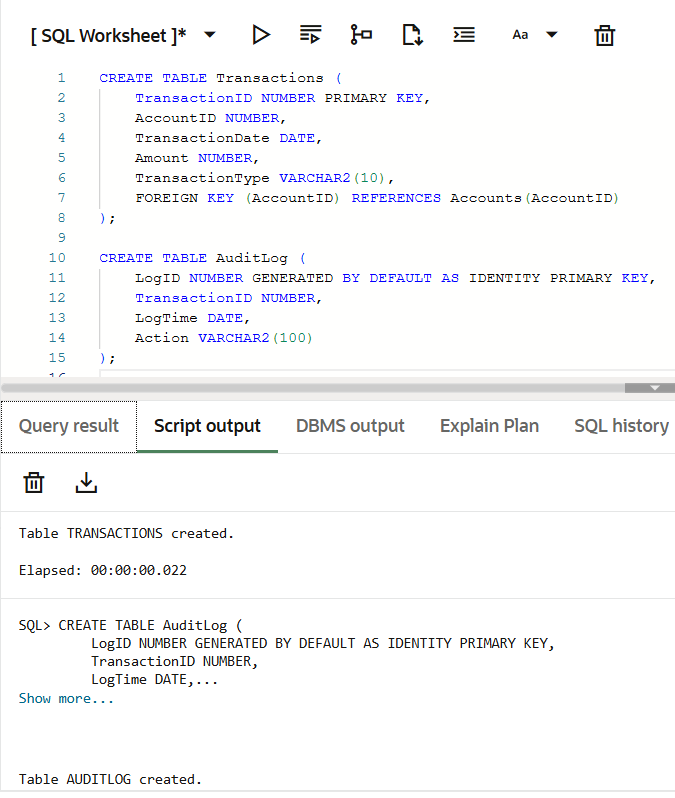 [ SQL Worksheet ]* Aa
1 CREATE TABLE Transactions (
2 TransactionID NUMBER PRIMARY KEY,
3 AccountID NUMBER,
4 TransactionDate DATE,
5 Amount NUMBER,
6 TransactionType VARCHAR2(10),
7 FOREIGN KEY (AccountID) REFERENCES Accounts(AccountID)
8 );
9
10 CREATE TABLE AuditLog (
11 LogID NUMBER GENERATED BY DEFAULT AS IDENTITY PRIMARY KEY,
12 TransactionID NUMBER,
13 LogTime DATE,
14 Action VARCHAR2(100)
15 );
16
Query result Script output DBMS output Explain Plan SQL history
Table TRANSACTIONS created.
Elapsed: 00:00:00.022
SQL> CREATE TABLE AuditLog (
LogID NUMBER GENERATED BY DEFAULT AS IDENTITY PRIMARY KEY,
TransactionID NUMBER,
LogTime DATE,...
Show more...
Table AUDITLOG created.